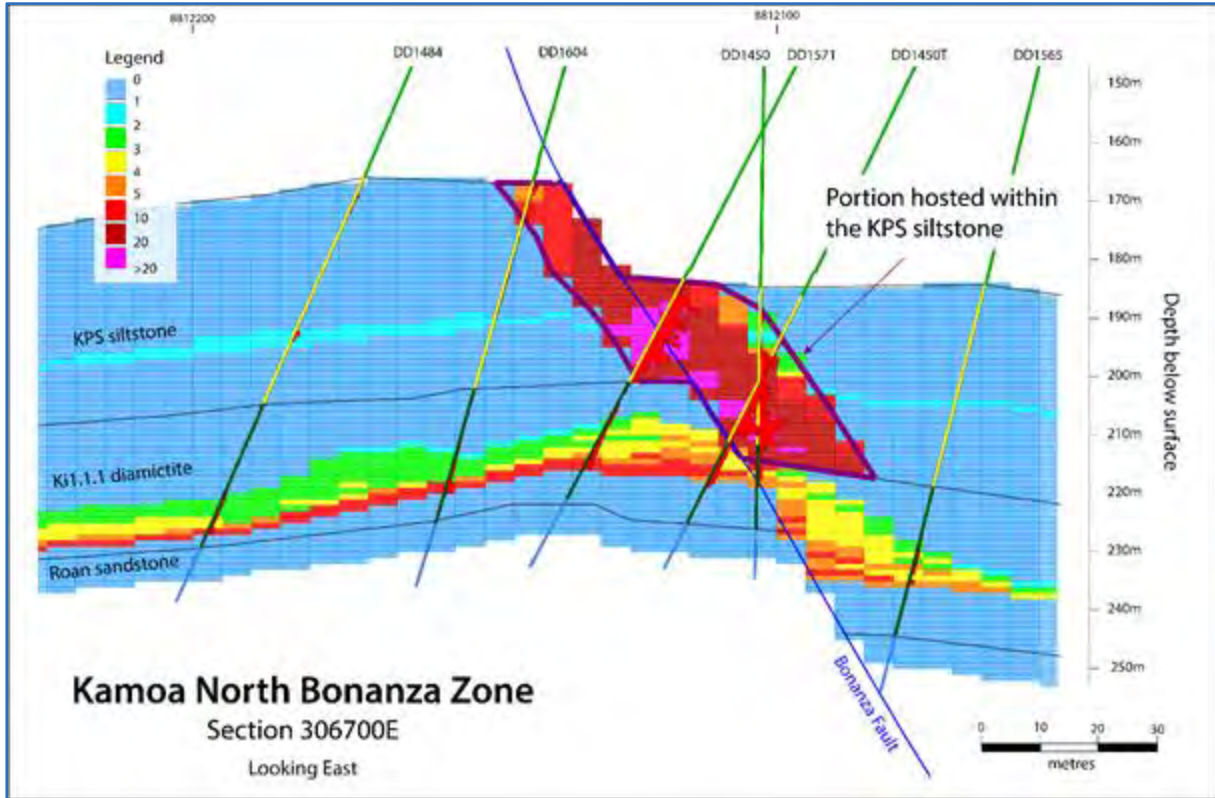 8812200
8812100
Legend
0
1
2
3
4
5
10
20
>20
DD1484
DD1604
DD1450
DD1571
DD1450T
DD1565
150m
160m
170m
180m
190m
200m
210m
220m
230m
240m
250m
Depth below surface
Portion hosted within
the KPS siltstone
KPS siltstone
Ki1.1.1 diamictite
Roan sandstone
Bonanza Fault
Kamoa North Bonanza Zone
Section 306700E
Looking East
0 10 20 30
metres